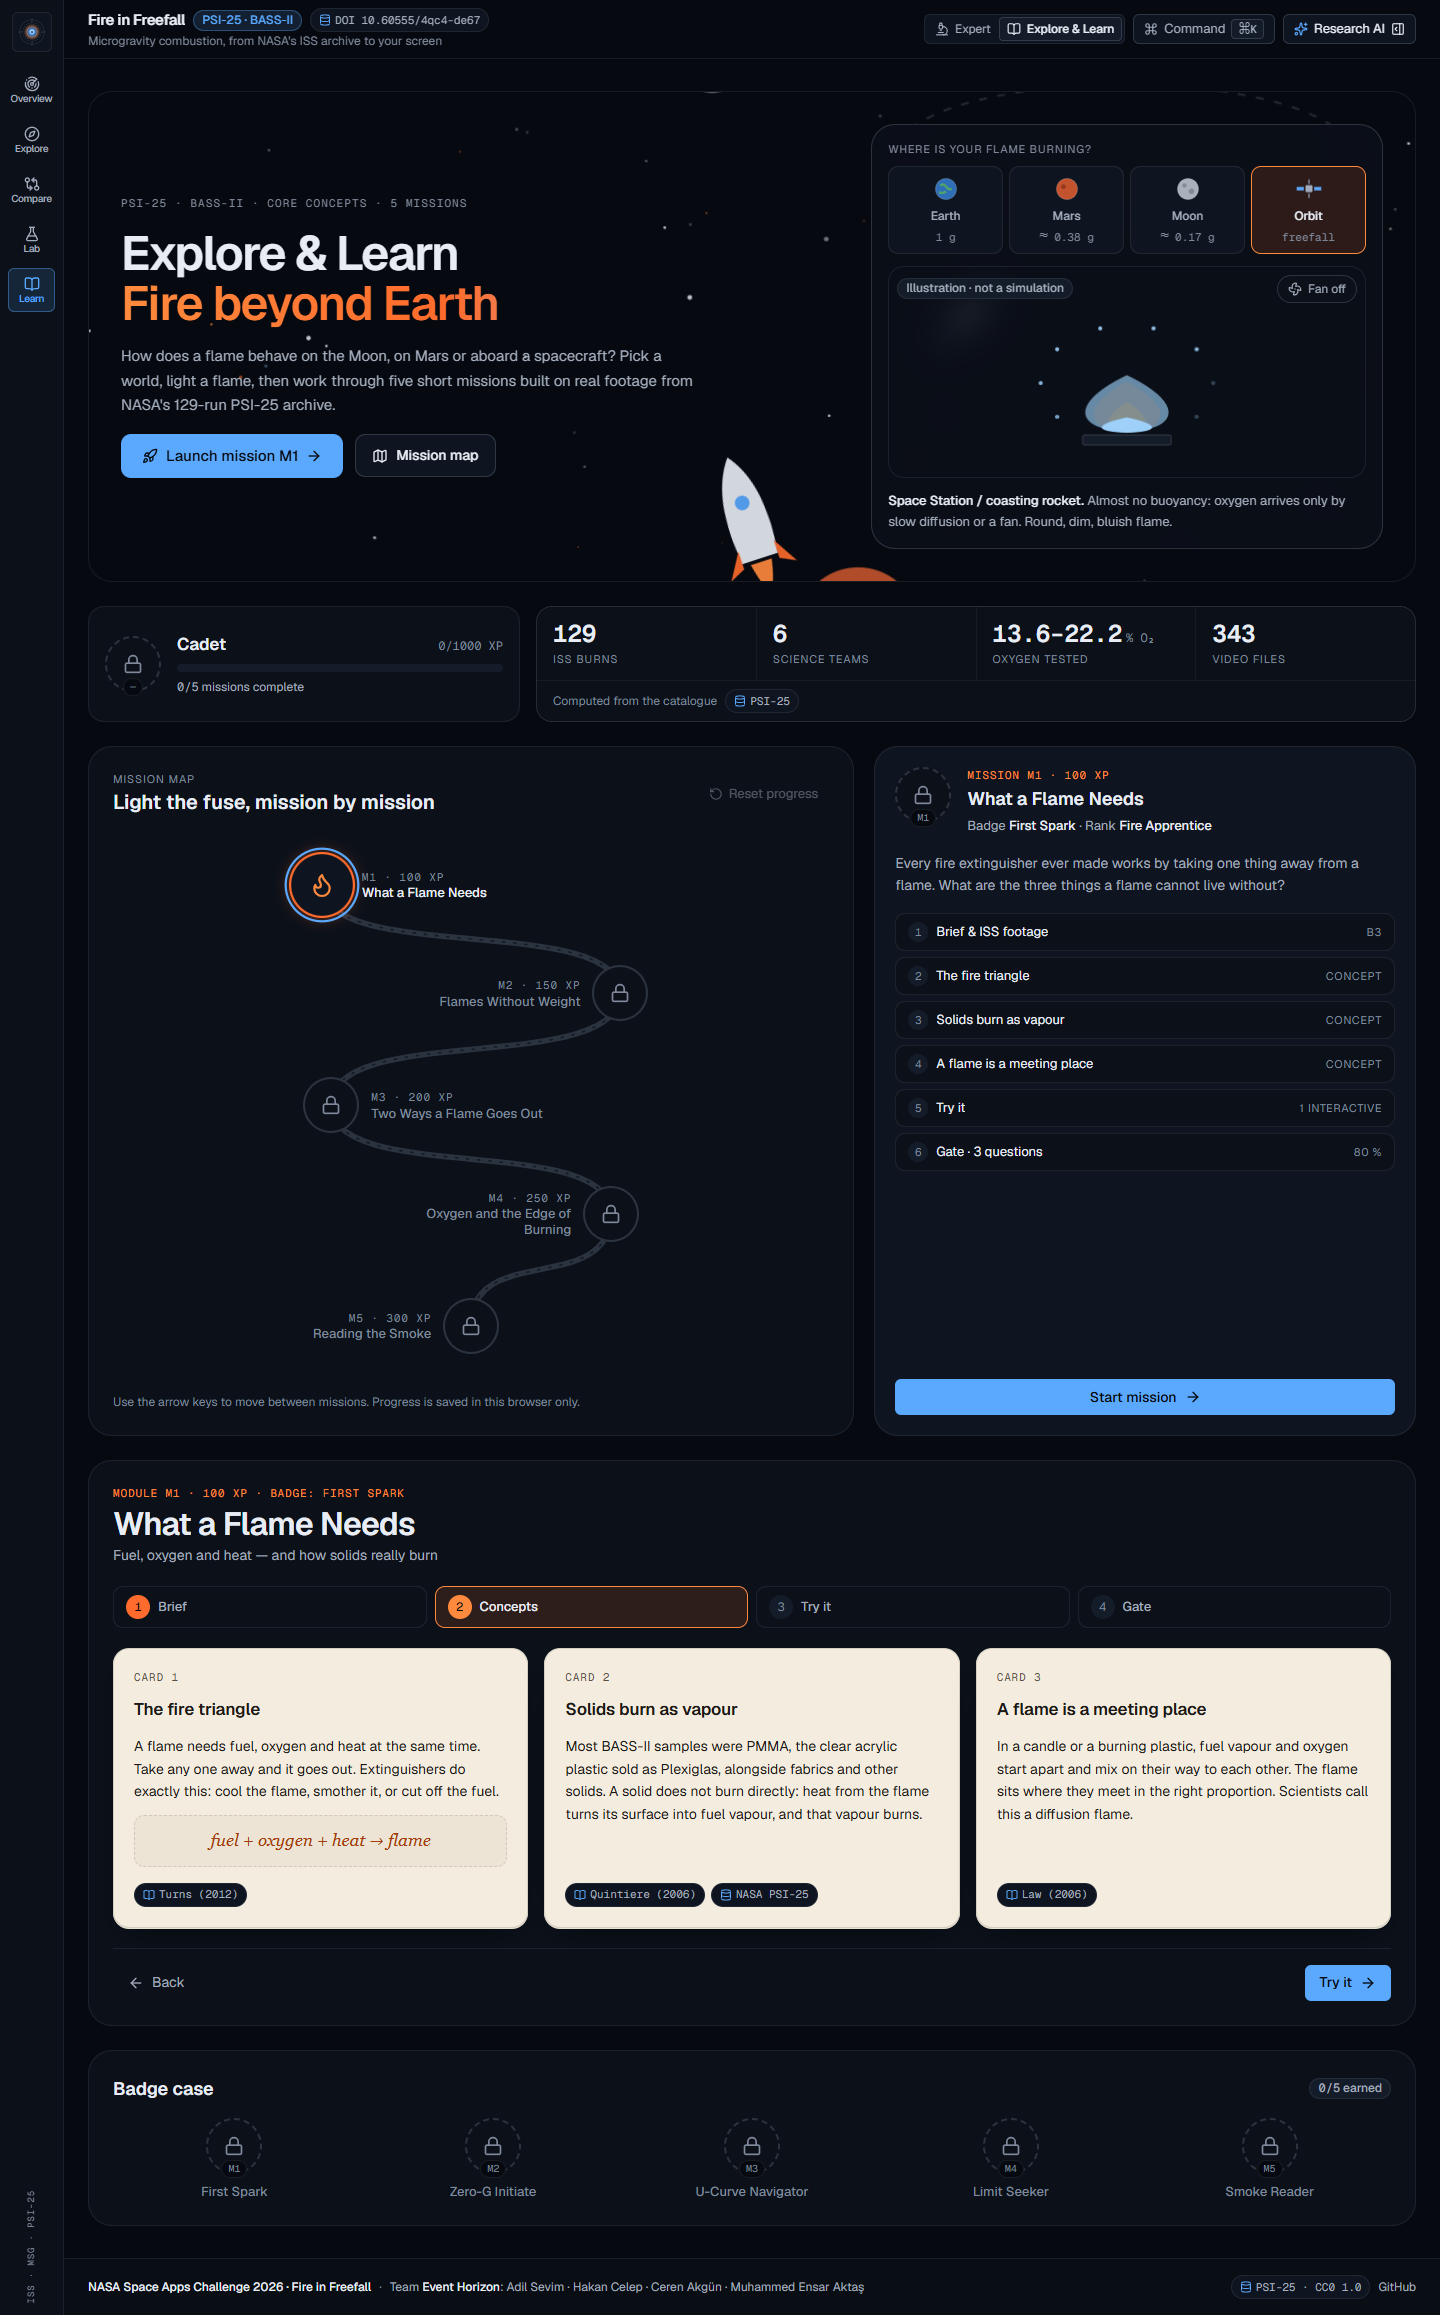 Fire in Freefall PSI-25 · BASS-II DOI 10.60555/4qc4-de67
Microgravity combustion, from NASA's ISS archive to your screen
Expert Explore & Learn Command ⌘K Research AI
Overview
Explore
Compare
Lab
Learn
PSI-25 · BASS-II · CORE CONCEPTS · 5 MISSIONS
Explore & Learn
Fire beyond Earth
How does a flame behave on the Moon, on Mars or aboard a spacecraft? Pick a
world, light a flame, then work through five short missions built on real footage from
NASA's 129-run PSI-25 archive.
Launch mission M1 → Mission map
WHERE IS YOUR FLAME BURNING?
Earth Mars Moon Orbit
1 g ≈ 0.38 g ≈ 0.17 g freefall
Illustration · not a simulation Fan off
Space Station / coasting rocket. Almost no buoyancy: oxygen arrives only by
slow diffusion or a fan. Round, dim, bluish flame.
Cadet 0/1000 XP
–
0/5 missions complete
129 6 13.6–22.2 % O₂ 343
ISS BURNS SCIENCE TEAMS OXYGEN TESTED VIDEO FILES
Computed from the catalogue PSI-25
MISSION MAP
Light the fuse, mission by mission
Reset progress
M1 · 100 XP
What a Flame Needs
M2 · 150 XP
Flames Without Weight
M3 · 200 XP
Two Ways a Flame Goes Out
M4 · 250 XP
Oxygen and the Edge of
Burning
M5 · 300 XP
Reading the Smoke
Use the arrow keys to move between missions. Progress is saved in this browser only.
M1
MISSION M1 · 100 XP
What a Flame Needs
Badge First Spark · Rank Fire Apprentice
Every fire extinguisher ever made works by taking one thing away from a
flame. What are the three things a flame cannot live without?
1 Brief & ISS footage B3
2 The fire triangle CONCEPT
3 Solids burn as vapour CONCEPT
4 A flame is a meeting place CONCEPT
5 Try it 1 INTERACTIVE
6 Gate · 3 questions 80 %
Start mission →
MODULE M1 · 100 XP · BADGE: FIRST SPARK
What a Flame Needs
Fuel, oxygen and heat — and how solids really burn
1 Brief 2 Concepts 3 Try it 4 Gate
CARD 1
The fire triangle
A flame needs fuel, oxygen and heat at the same time.
Take any one away and it goes out. Extinguishers do
exactly this: cool the flame, smother it, or cut off the fuel.
fuel + oxygen + heat → flame
Turns (2012)
CARD 2
Solids burn as vapour
Most BASS-II samples were PMMA, the clear acrylic
plastic sold as Plexiglas, alongside fabrics and other
solids. A solid does not burn directly: heat from the flame
turns its surface into fuel vapour, and that vapour burns.
Quintiere (2006) NASA PSI-25
CARD 3
A flame is a meeting place
In a candle or a burning plastic, fuel vapour and oxygen
start apart and mix on their way to each other. The flame
sits where they meet in the right proportion. Scientists call
this a diffusion flame.
Law (2006)
← Back Try it →
Badge case 0/5 earned
M1 M2 M3 M4 M5
First Spark Zero-G Initiate U-Curve Navigator Limit Seeker Smoke Reader
ISS · MSG · PSI-25
NASA Space Apps Challenge 2026 · Fire in Freefall · Team Event Horizon: Adil Sevim · Hakan Celep · Ceren Akgün · Muhammed Ensar Aktaş
PSI-25 · CC0 1.0 GitHub